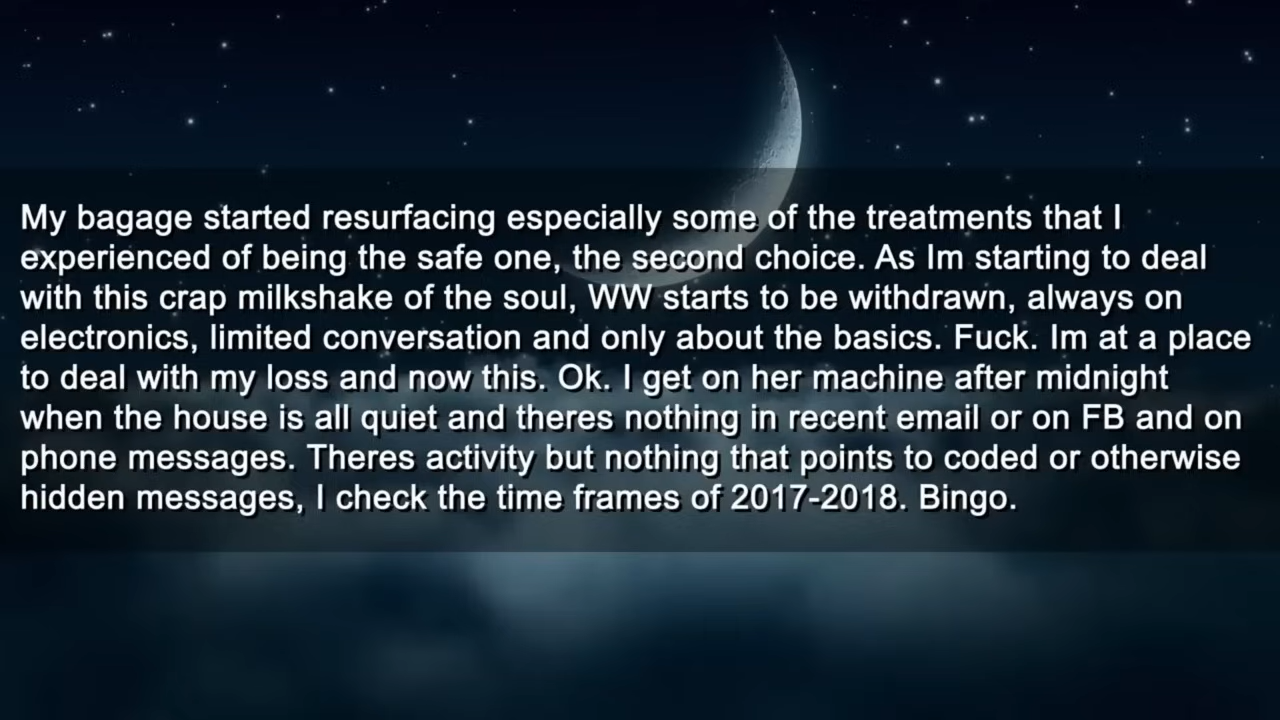 My bagage started resurfacing especially some of the treatments that I
experienced of being the safe one, the second choice. As Im starting to deal
with this crap milkshake of the soul, WW starts to be withdrawn, always on
electronics, limited conversation and only about the basics. Fuck. Im at a place
to deal with my loss and now this. Ok. I get on her machine after midnight
when the house is all quiet and theres nothing in recent email or on FB and on
phone messages. Theres activity but nothing that points to coded or otherwise
hidden messages, I check the time frames of 2017-2018. Bingo.